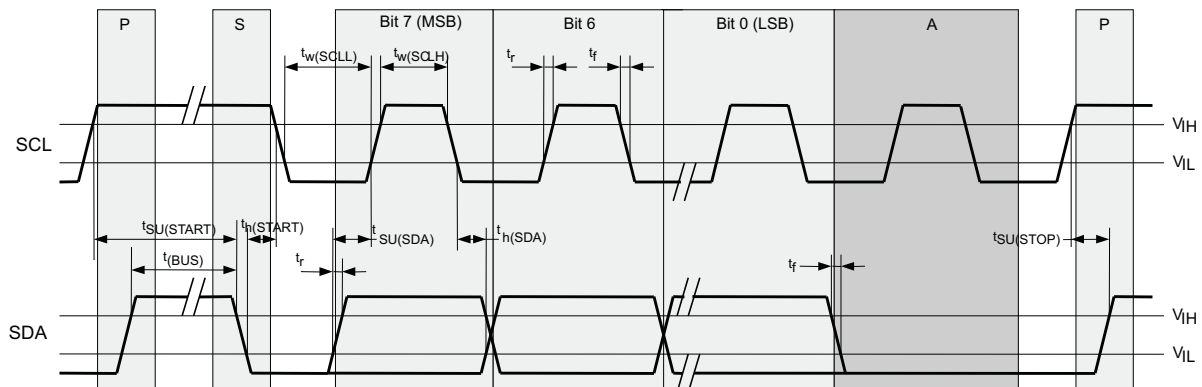 P S Bit 7 (MSB) Bit 6 Bit 0 (LSB) A P
tw(SCLL) tw(SCLH) tr tf
SCL VIH
VIL
tSU(START) th(START) tSU(SDA) th(SDA) tSU(STOP)
t(BUS) tr tf
SDA VIH
VIL